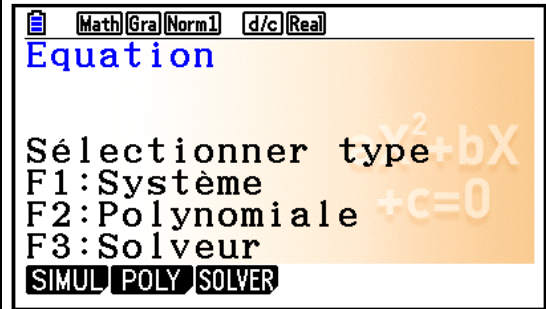 Math Gra Norm1 d/c Real
Equation
aX²+bX
+c=0
Sélectionner type
F1:Système
F2:Polynomiale
F3:Solveur
SIMUL POLY SOLVER